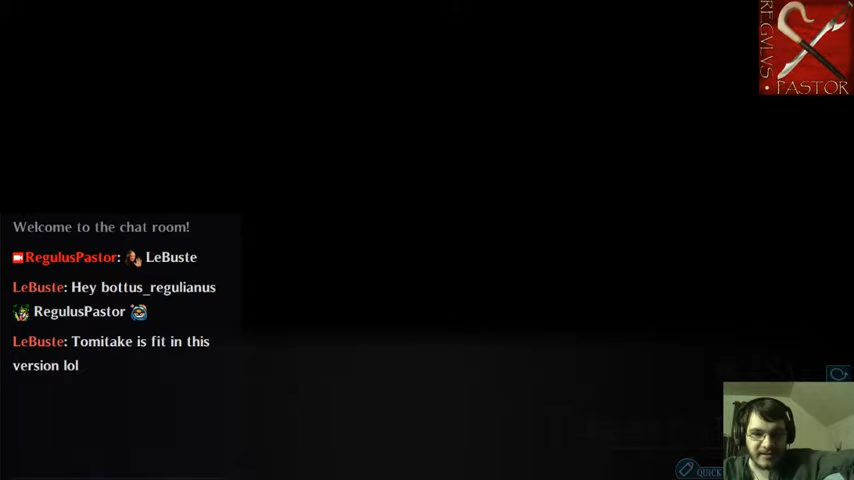 REGVLVS
• PASTOR
Welcome to the chat room!
RegulusPastor: LeBuste
LeBuste: Hey bottus_regulianus
RegulusPastor
LeBuste: Tomitake is fit in this
version lol
QUICK